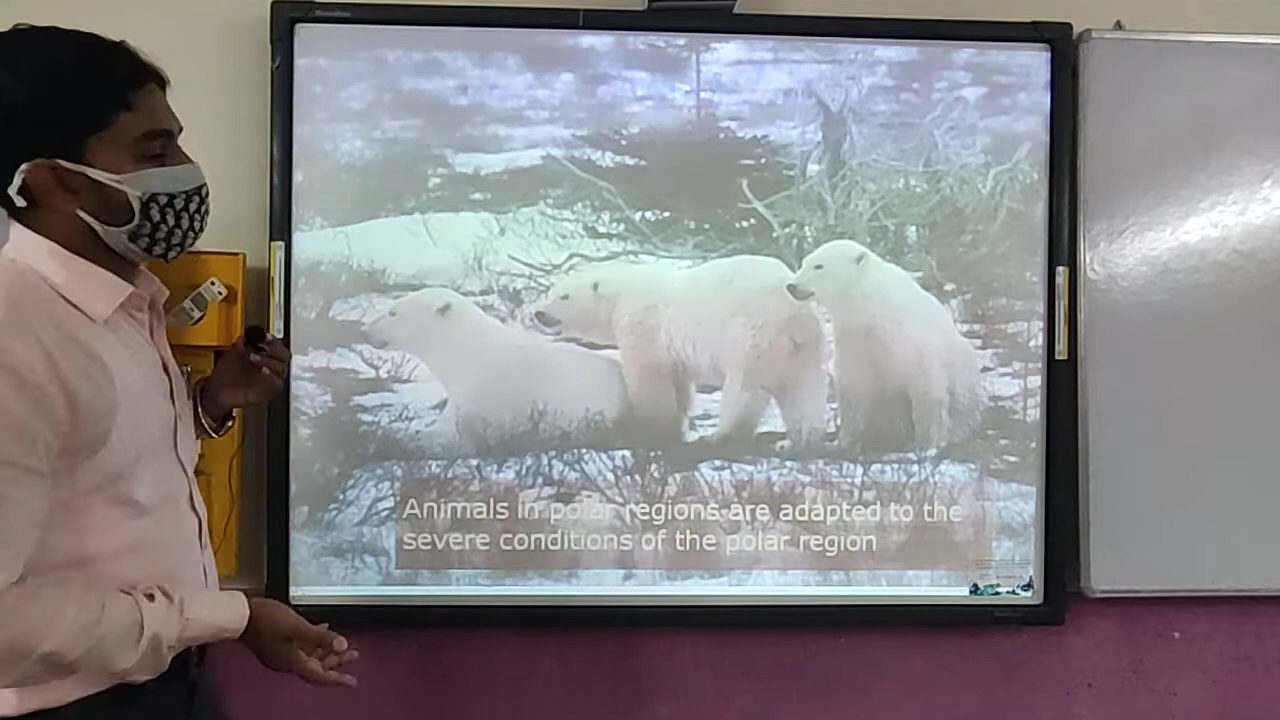 Animals in polar regions are adapted to the
severe conditions of the polar region